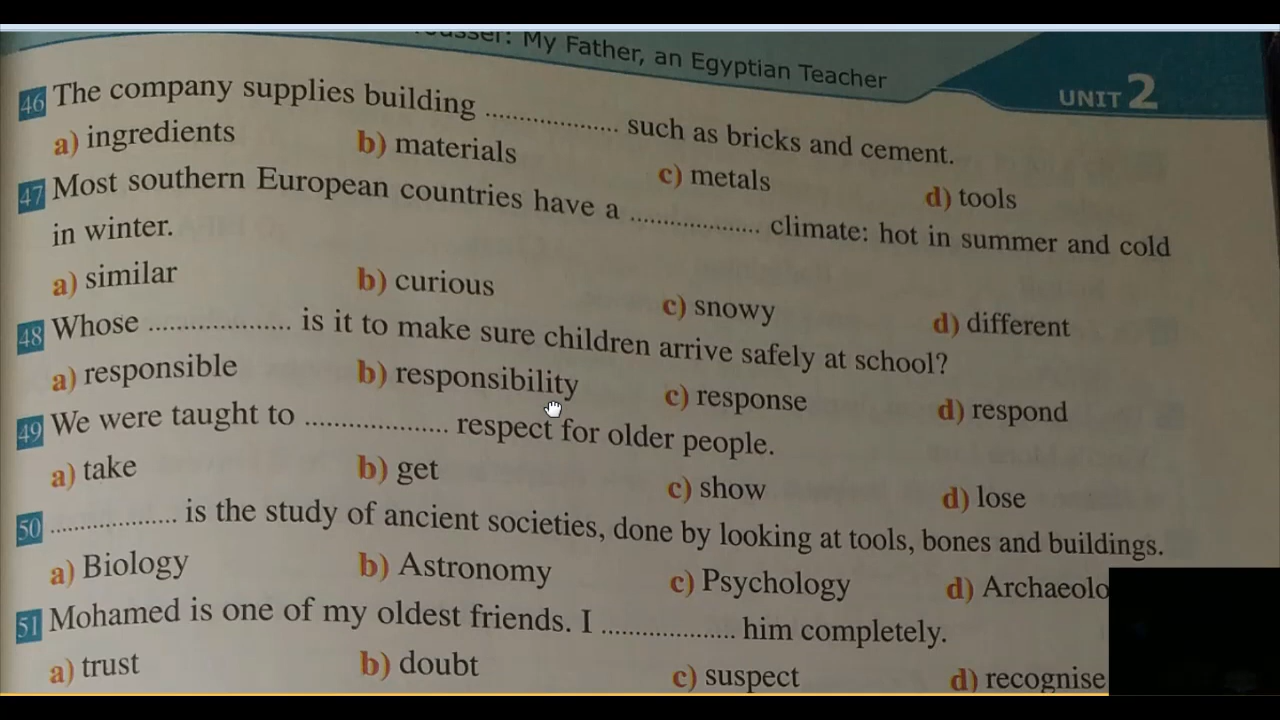 : My Father, an Egyptian Teacher
UNIT 2
46 The company supplies building .................... such as bricks and cement.
a) ingredients b) materials c) metals d) tools
47 Most southern European countries have a .................... climate: hot in summer and cold
in winter.
a) similar b) curious c) snowy d) different
48 Whose .................... is it to make sure children arrive safely at school?
a) responsible b) responsibility c) response d) respond
49 We were taught to .................... respect for older people.
a) take b) get c) show d) lose
50 .................... is the study of ancient societies, done by looking at tools, bones and buildings.
a) Biology b) Astronomy c) Psychology d) Archaeolo
51 Mohamed is one of my oldest friends. I .................... him completely.
a) trust b) doubt c) suspect d) recognise